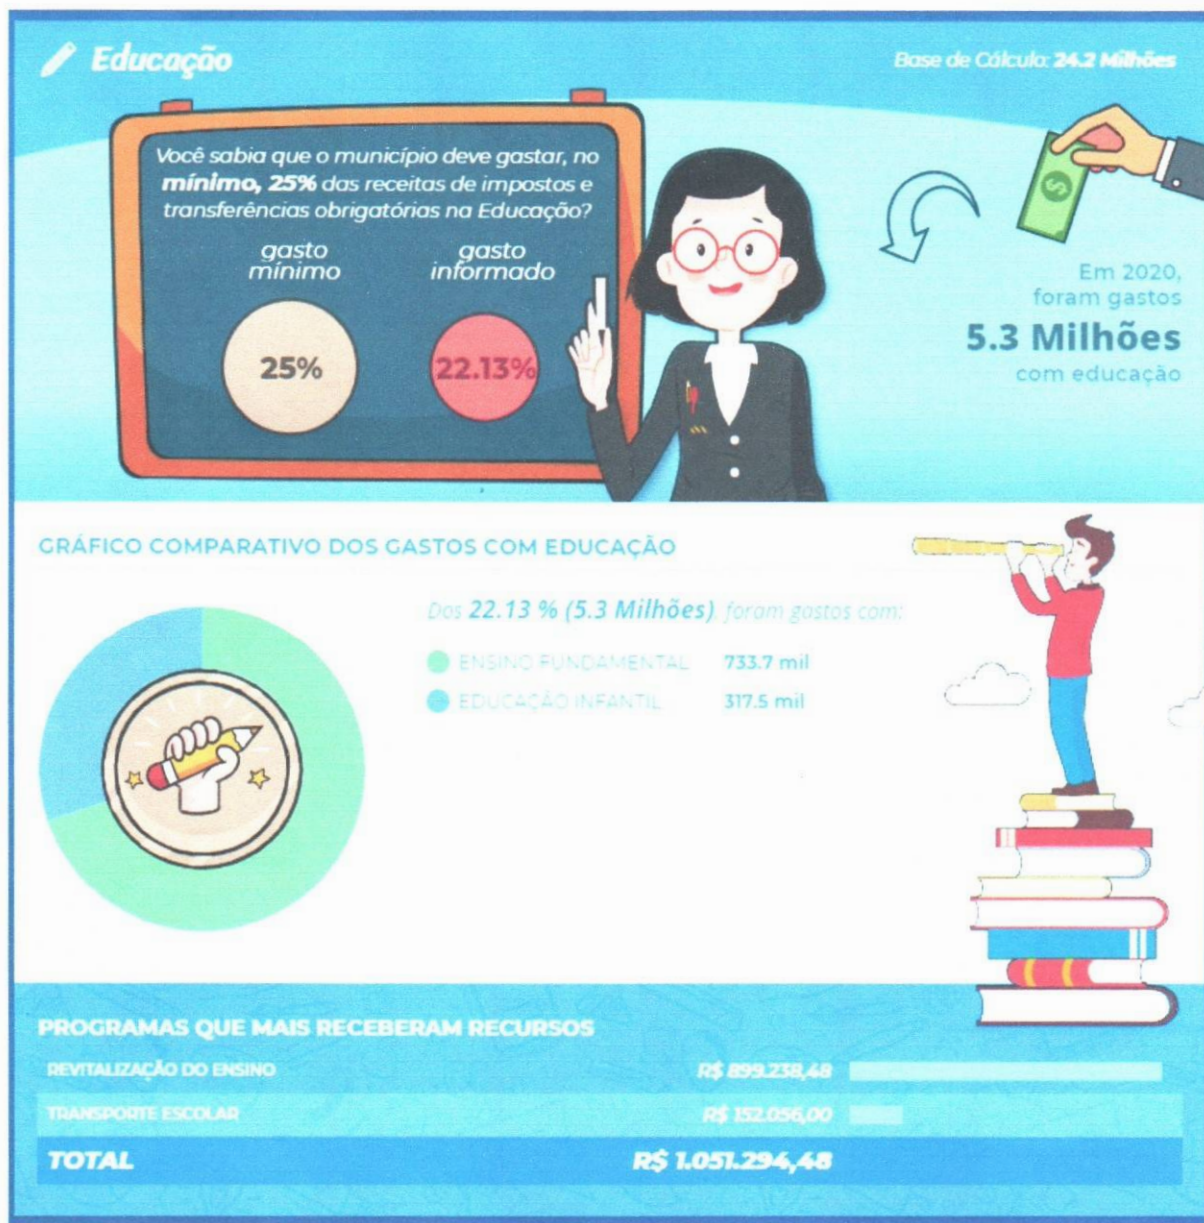 Educação
Base de Cálculo: 24.2 Milhões
Você sabia que o município deve gastar, no
mínimo, 25% das receitas de impostos e
transferências obrigatórias na Educação?
gasto
mínimo
gasto
informado
25%
22.13%
Em 2020,
foram gastos
5.3 Milhões
com educação
GRÁFICO COMPARATIVO DOS GASTOS COM EDUCAÇÃO
Dos 22.13 % (5.3 Milhões) foram gastos com:
ENSINO FUNDAMENTAL 733.7 mil
EDUCAÇÃO INFANTIL 317.5 mil
PROGRAMAS QUE MAIS RECEBERAM RECURSOS
REVITALIZAÇÃO DO ENSINO R$ 899.238,48
TRANSPORTE ESCOLAR R$ 152.056,00
TOTAL R$ 1.051.294,48